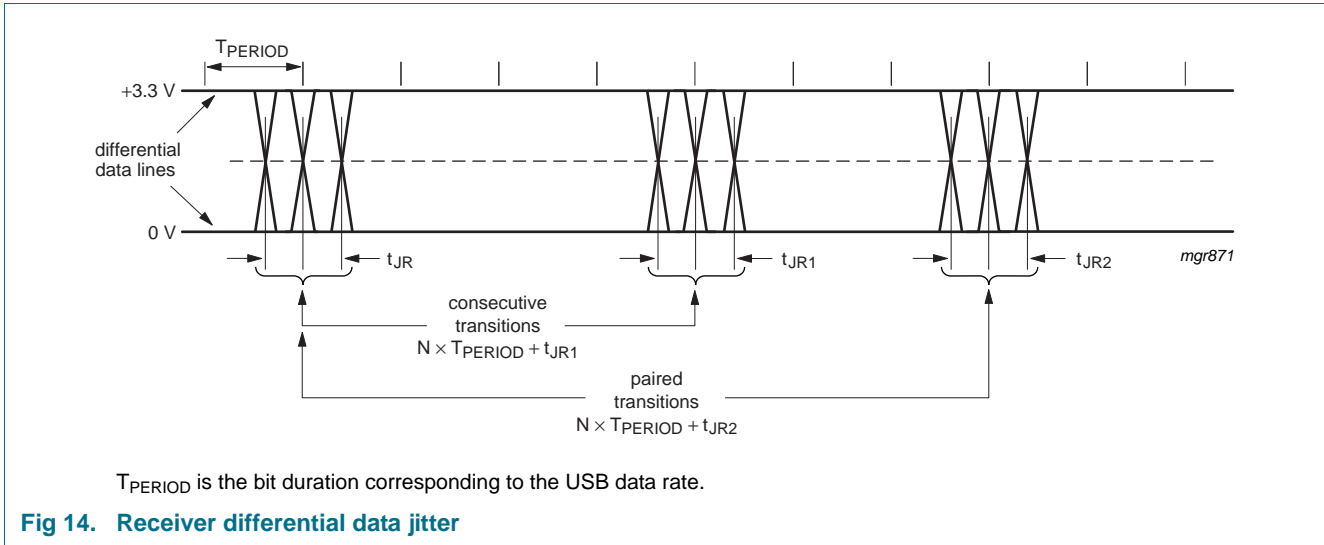 TPERIOD
+3.3 V
differential
data lines
0 V
mgr871
tJR
tJR1
tJR2
consecutive
transitions
N × TPERIOD + tJR1
paired
transitions
N × TPERIOD + tJR2
TPERIOD is the bit duration corresponding to the USB data rate.
Fig 14. Receiver differential data jitter